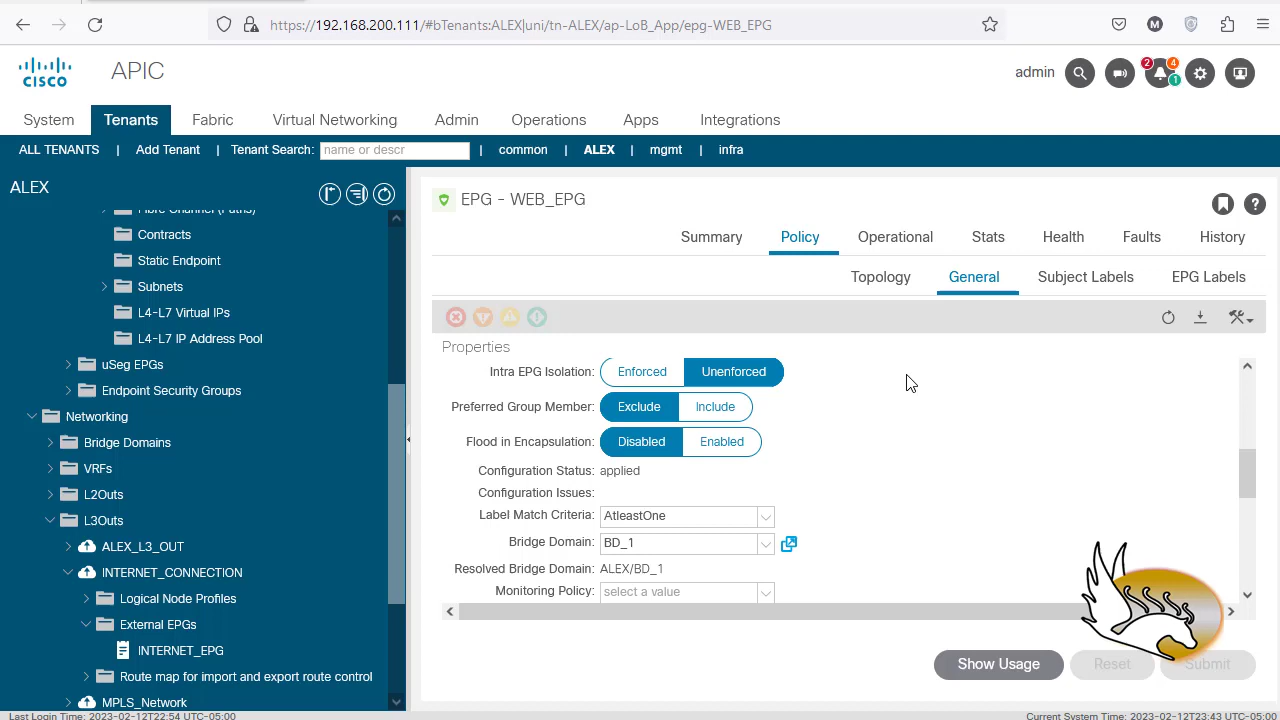 https://192.168.200.111/#bTenants:ALEX|uni/tn-ALEX/ap-LoB_App/epg-WEB_EPG
CISCO
APIC
admin
2
4
1
System
Tenants
Fabric
Virtual Networking
Admin
Operations
Apps
Integrations
ALL TENANTS | Add Tenant | Tenant Search: name or descr | common | ALEX | mgmt | infra
ALEX
Fibre Channel (Paths)
Contracts
Static Endpoint
Subnets
L4-L7 Virtual IPs
L4-L7 IP Address Pool
uSeg EPGs
Endpoint Security Groups
Networking
Bridge Domains
VRFs
L2Outs
L3Outs
ALEX_L3_OUT
INTERNET_CONNECTION
Logical Node Profiles
External EPGs
INTERNET_EPG
Route map for import and export route control
MPLS_Network
EPG - WEB_EPG
Summary
Policy
Operational
Stats
Health
Faults
History
Topology
General
Subject Labels
EPG Labels
Properties
Intra EPG Isolation: Enforced Unenforced
Preferred Group Member: Exclude Include
Flood in Encapsulation: Disabled Enabled
Configuration Status: applied
Configuration Issues:
Label Match Criteria: AtleastOne
Bridge Domain: BD_1
Resolved Bridge Domain: ALEX/BD_1
Monitoring Policy: select a value
Show Usage
Reset
Submit
Last Login Time: 2023-02-12T22:54 UTC-05:00
Current System Time: 2023-02-12T23:43 UTC-05:00